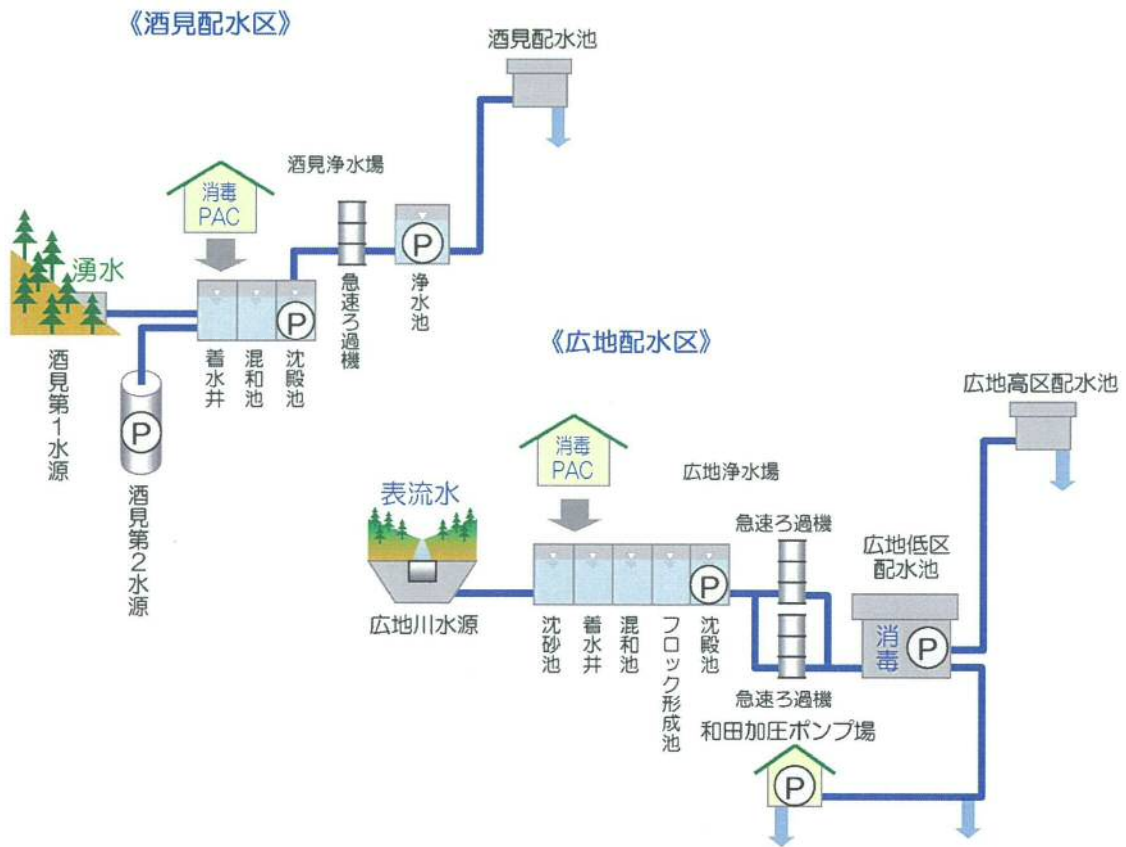 《酒見配水区》
酒見配水池
酒見浄水場
消毒
PAC
湧水
P
急速ろ過機
浄水池
着水井
混和池
P
沈殿池
酒見第1水源
P
酒見第2水源
《広地配水区》
広地高区配水池
消毒
PAC
広地浄水場
表流水
急速ろ過機
広地低区
配水池
広地川水源
P
消毒
P
沈砂池
着水井
混和池
フロック形成池
沈殿池
急速ろ過機
和田加圧ポンプ場
P